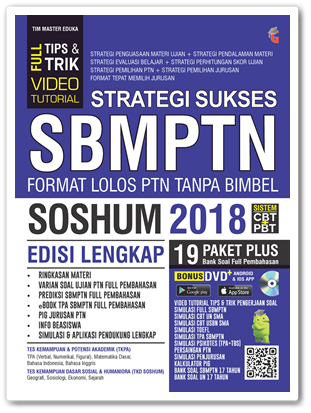 TIM MASTER EDUKA
FULL
TIPS &
TRIK
VIDEO
TUTORIAL
STRATEGI PENGUASAAN MATERI UJIAN + STRATEGI PENDALAMAN MATERI
STRATEGI EVALUASI BELAJAR + STRATEGI PERHITUNGAN SKOR UJIAN
STRATEGI PEMILIHAN PTN + STRATEGI PEMILIHAN JURUSAN
FORMAT TEPAT MEMILIH JURUSAN
STRATEGI SUKSES
SBMPTN
FORMAT LOLOS PTN TANPA BIMBEL
SOSHUM 2018
SISTEM
CBT
PBT
EDISI LENGKAP
19 PAKET PLUS
Bank Soal Full Pembahasan
• RINGKASAN MATERI
• VARIAN SOAL UJIAN PTN FULL PEMBAHASAN
• PREDIKSI SBMPTN FULL PEMBAHASAN
• eBOOK TPA SBMPTN FULL PEMBAHASAN
• PIG JURUSAN PTN
• INFO BEASISWA
• SIMULASI & APLIKASI PENDUKUNG LENGKAP
BONUS DVD+ ANDROID
& IOS APP
Google play
App Store
VIDEO TUTORIAL TIPS & TRIK PENGERJAAN SOAL
SIMULASI FULL SBMPTN
SIMULASI CBT UN SMA
SIMULASI CBT USBN SMA
SIMULASI TOEFL
SIMULASI TPA SBMPTN
SIMULASI PSIKOTES (TPA-TBS)
PERSAINGAN PTN
SIMULASI PENJURUSAN
KALKULATOR PIG
BANK SOAL SBMPTN 17 TAHUN
BANK SOAL UN 17 TAHUN
TES KEMAMPUAN & POTENSI AKADEMIK (TKPA)
TPA (Verbal, Numerikal, Figural), Matematika Dasar,
Bahasa Indonesia, Bahasa Inggris
TES KEMAMPUAN DASAR SOSIAL & HUMANIORA (TKD SOSHUM)
Geografi, Sosiologi, Ekonomi, Sejarah